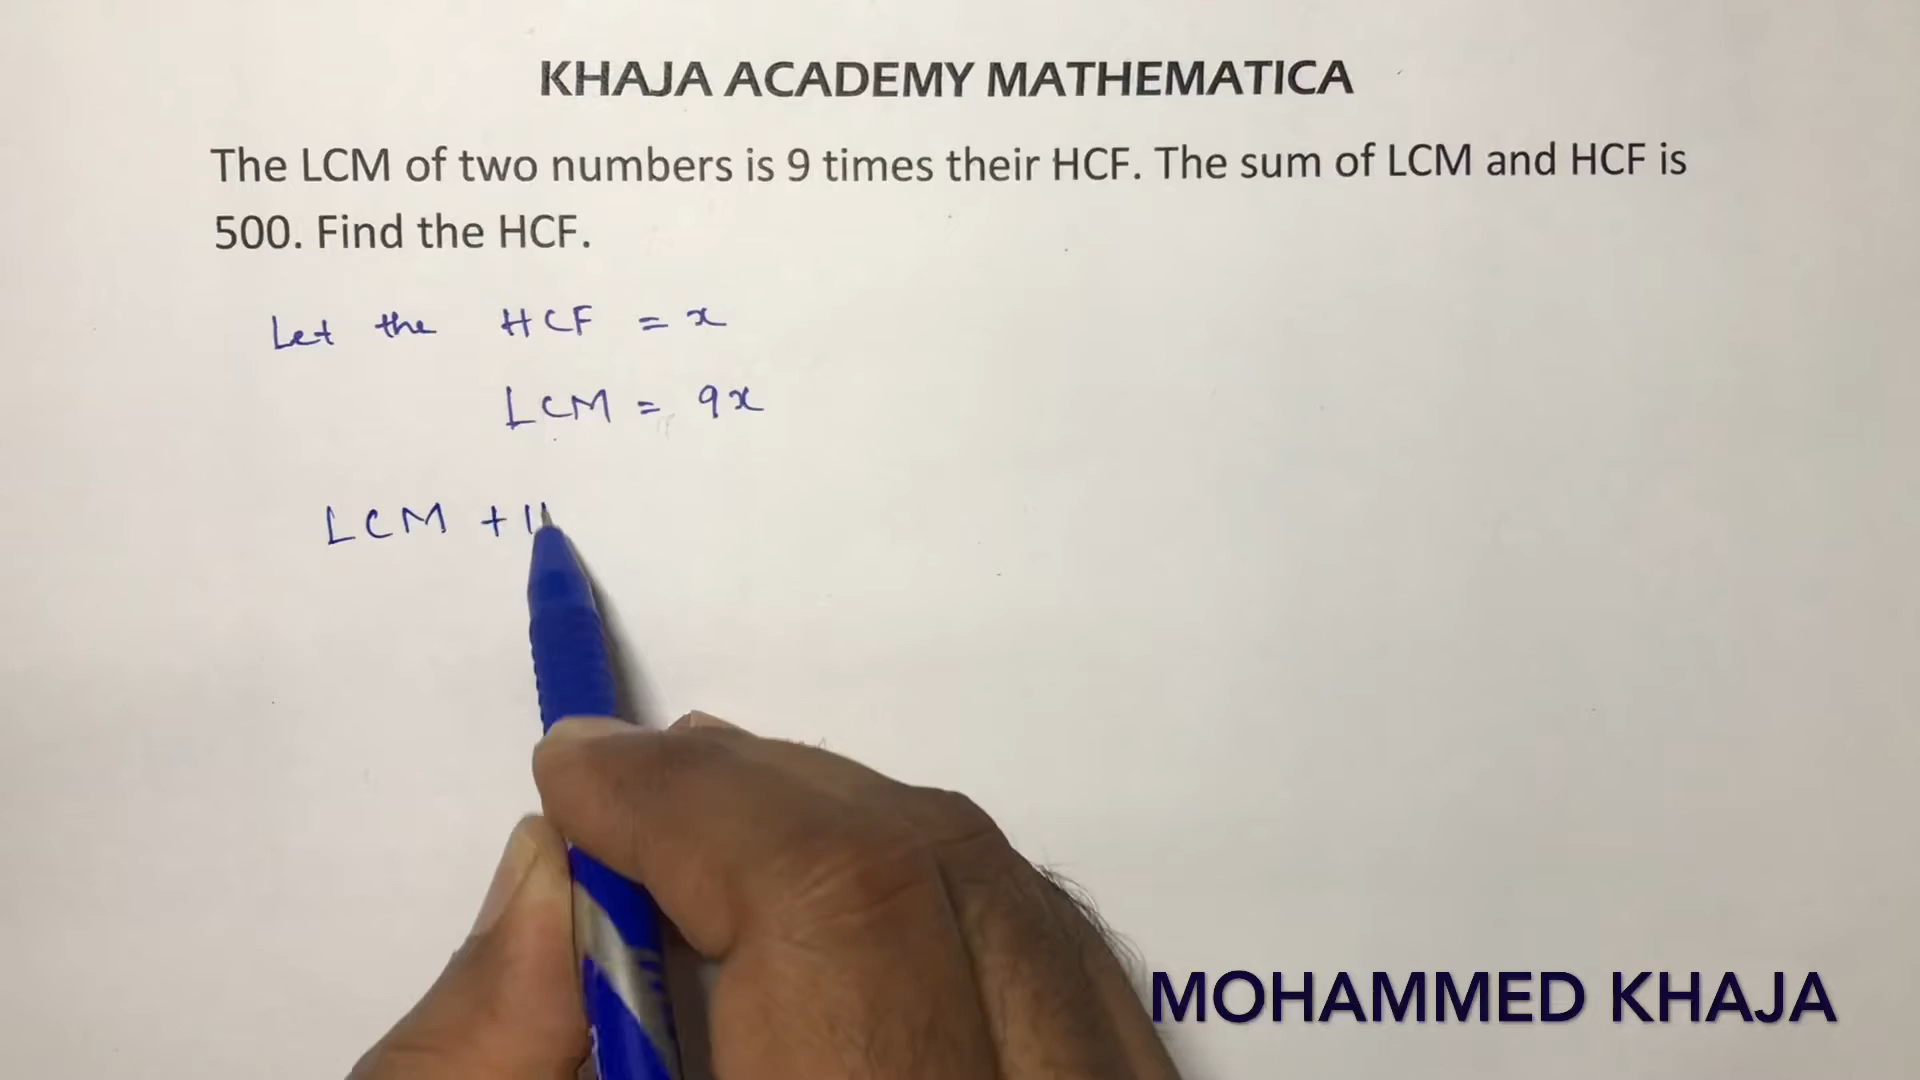 KHAJA ACADEMY MATHEMATICA
The LCM of two numbers is 9 times their HCF. The sum of LCM and HCF is
500. Find the HCF.
Let the HCF = x
LCM = 9x
LCM +
MOHAMMED KHAJA